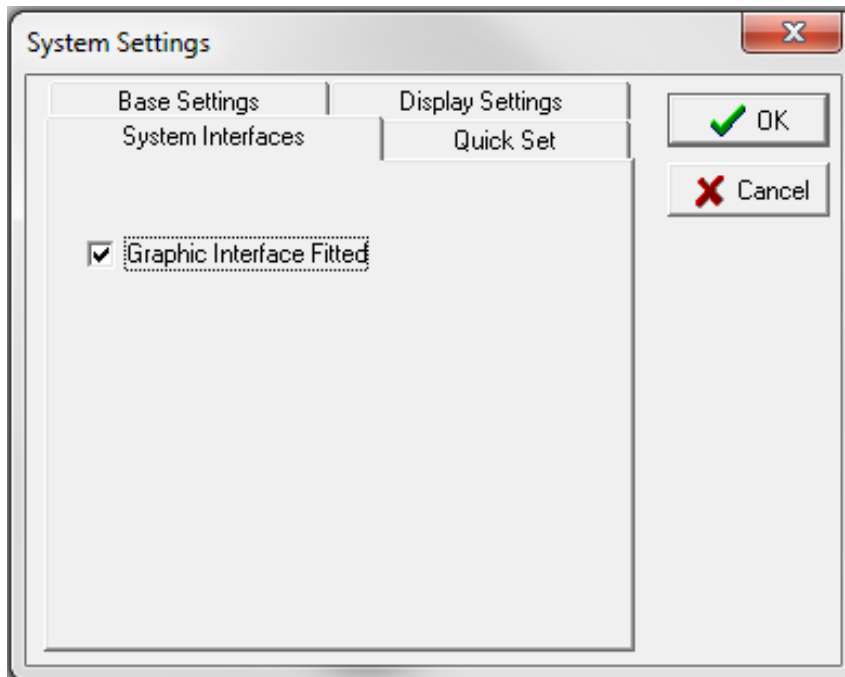 System Settings
Base Settings
Display Settings
System Interfaces
Quick Set
Graphic Interface Fitted
OK
Cancel